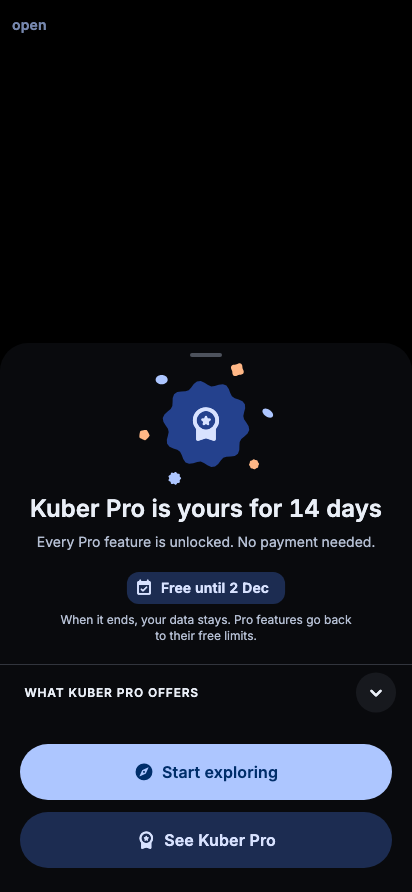 open
Kuber Pro is yours for 14 days
Every Pro feature is unlocked. No payment needed.
Free until 2 Dec
When it ends, your data stays. Pro features go back
to their free limits.
WHAT KUBER PRO OFFERS
Start exploring
See Kuber Pro